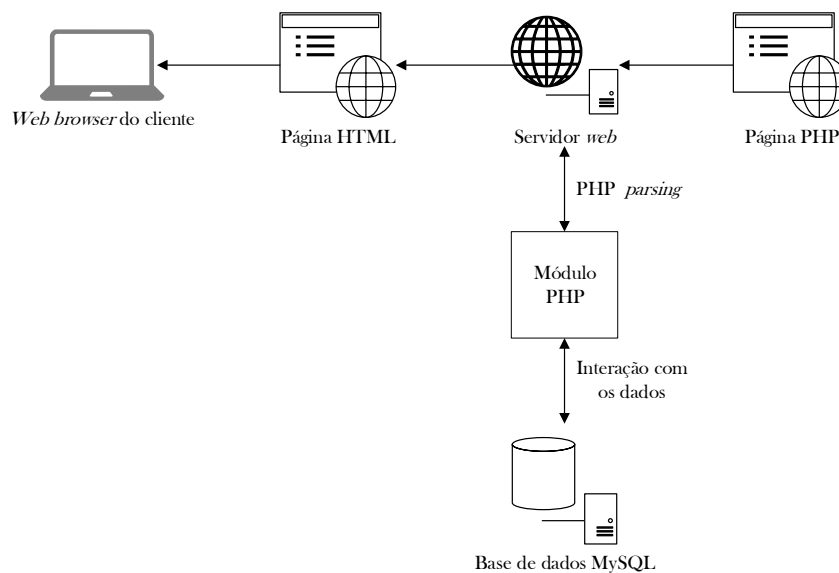 Web browser do cliente
Página HTML
Servidor web
Página PHP
PHP parsing
Módulo
PHP
Interação com
os dados
Base de dados MySQL